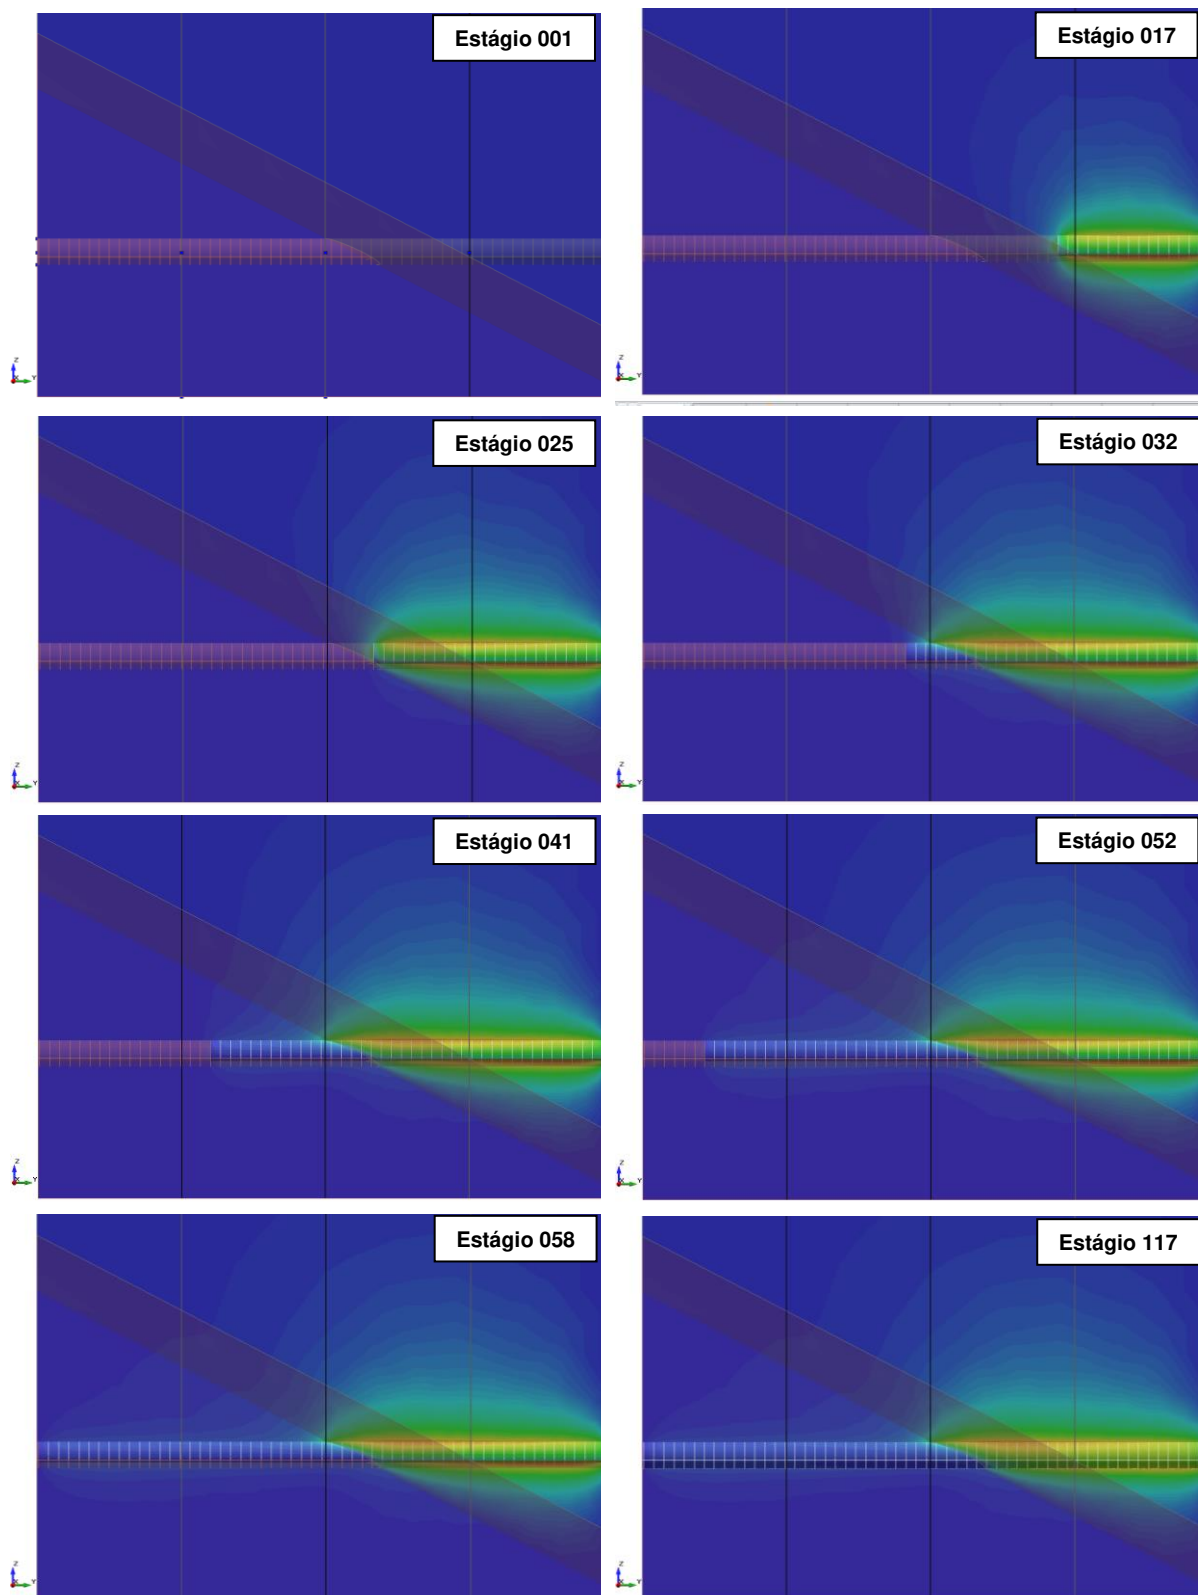 Estágio 001
Estágio 017
Z
X Y
Z
X Y
Estágio 025
Estágio 032
Z
X Y
Z
X Y
Estágio 041
Estágio 052
Z
X Y
Z
X Y
Estágio 058
Estágio 117
Z
X Y
Z
X Y